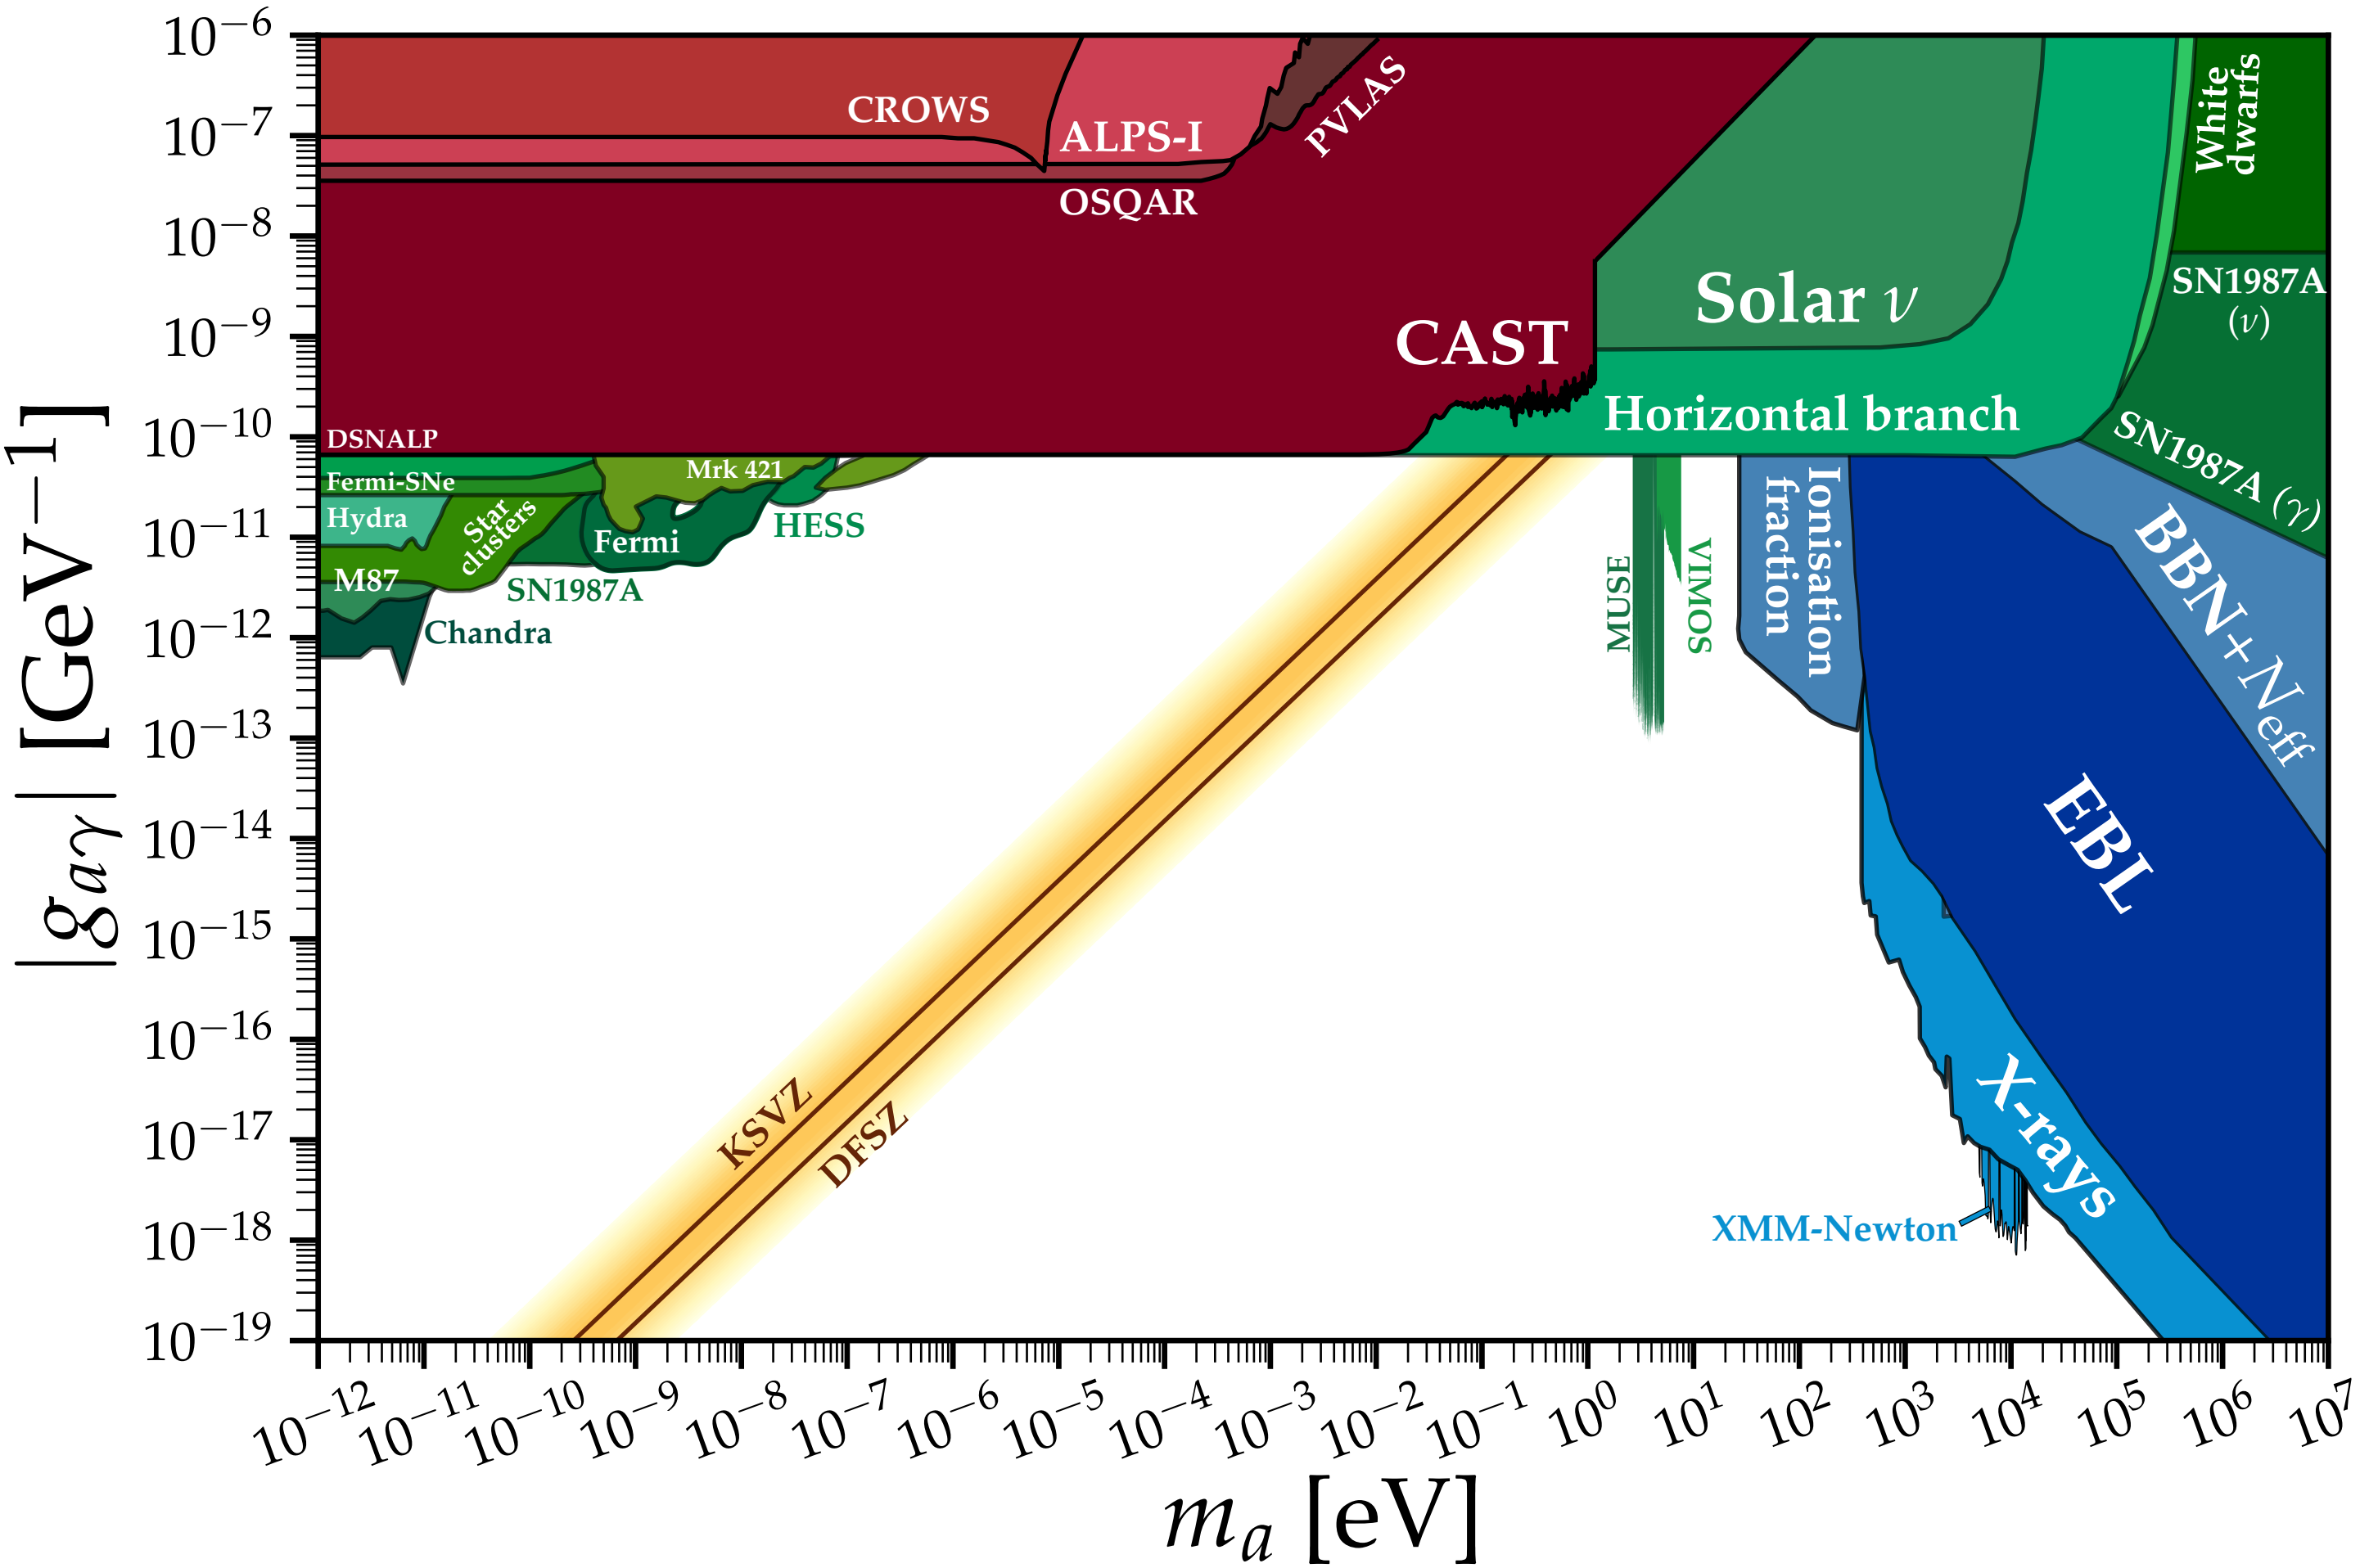 |g_{aγ}| [GeV^{−1}]
10^{−6}
10^{−7}
10^{−8}
10^{−9}
10^{−10}
10^{−11}
10^{−12}
10^{−13}
10^{−14}
10^{−15}
10^{−16}
10^{−17}
10^{−18}
10^{−19}
CROWS
ALPS-I
OSQAR
PVLAS
CAST
Solar ν
Horizontal branch
White
dwarfs
SN1987A
(ν)
SN1987A (γ)
DSNALP
Fermi-SNe
Hydra
M87
Star
clusters
Mrk 421
Fermi
HESS
SN1987A
Chandra
MUSE
VIMOS
Ionisation
fraction
BBN+N_{eff}
EBL
X-rays
XMM-Newton
KSVZ
DFSZ
10^{−12}
10^{−11}
10^{−10}
10^{−9}
10^{−8}
10^{−7}
10^{−6}
10^{−5}
10^{−4}
10^{−3}
10^{−2}
10^{−1}
10^{0}
10^{1}
10^{2}
10^{3}
10^{4}
10^{5}
10^{6}
10^{7}
m_a [eV]